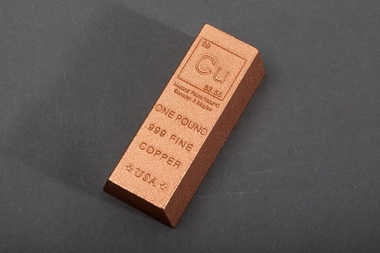 29
Cu
63.55
ONE POUND
.999 FINE
COPPER
USA